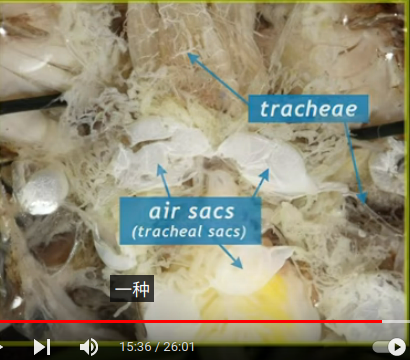 tracheae
air sacs
(tracheal sacs)
一种
15:36 / 26:01